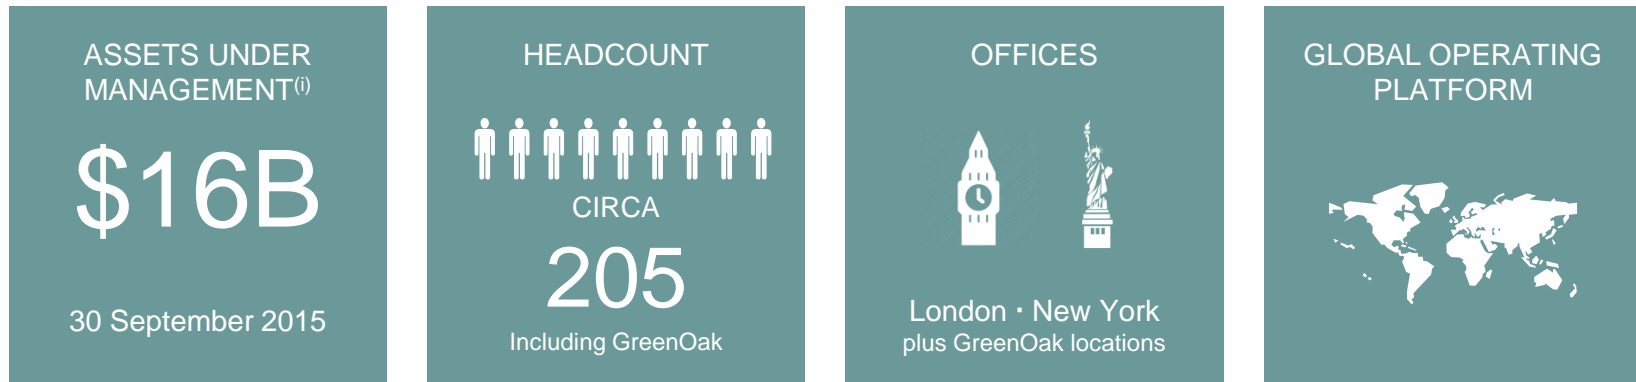 ASSETS UNDER
MANAGEMENT(i)
$16B
30 September 2015
HEADCOUNT
CIRCA
205
Including GreenOak
OFFICES
London · New York
plus GreenOak locations
GLOBAL OPERATING
PLATFORM